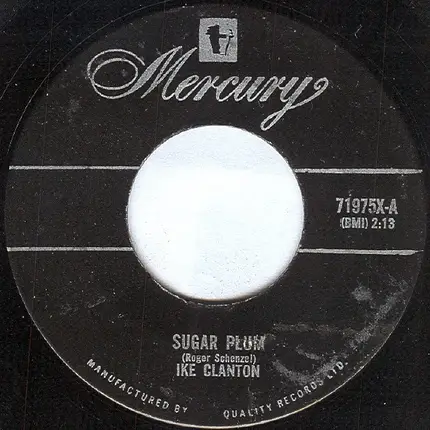 Mercury
71975X-A
(BMI) 2:13
SUGAR PLUM
(Roger Schenzel)
IKE CLANTON
MANUFACTURED BY QUALITY RECORDS LTD.